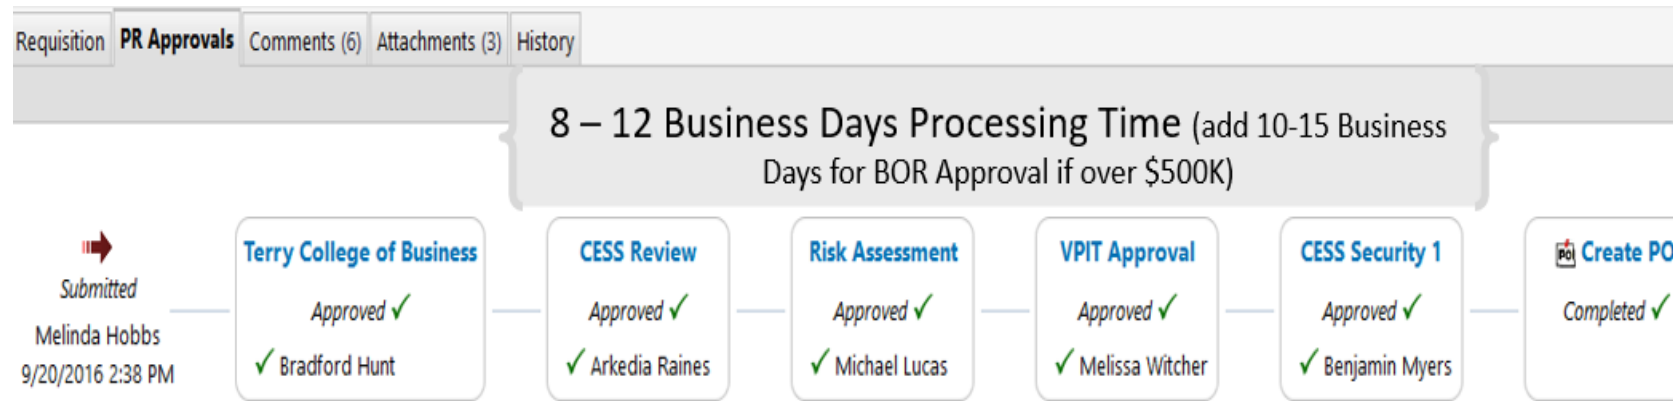 Requisition PR Approvals Comments (6) Attachments (3) History
8 – 12 Business Days Processing Time (add 10-15 Business
Days for BOR Approval if over $500K)
Submitted
Melinda Hobbs
9/20/2016 2:38 PM
Terry College of Business
Approved ✓
✓ Bradford Hunt
CESS Review
Approved ✓
✓ Arkedia Raines
Risk Assessment
Approved ✓
✓ Michael Lucas
VPIT Approval
Approved ✓
✓ Melissa Witcher
CESS Security 1
Approved ✓
✓ Benjamin Myers
PO Create PO
Completed ✓